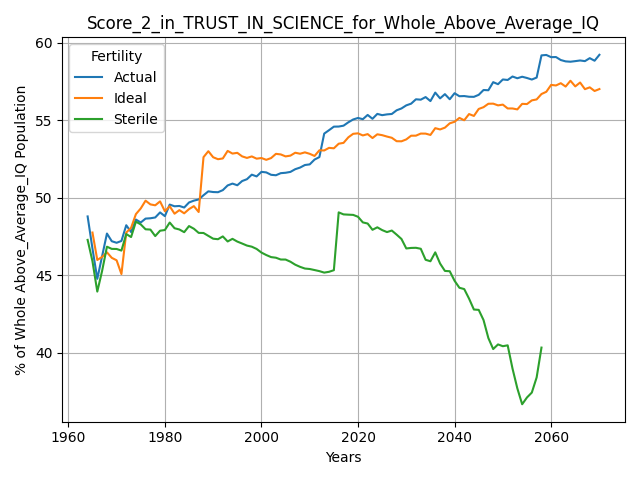 Score_2_in_TRUST_IN_SCIENCE_for_Whole_Above_Average_IQ
Fertility
Actual
Ideal
Sterile
% of Whole Above_Average_IQ Population
60
55
50
45
40
1960
1980
2000
2020
2040
2060
Years